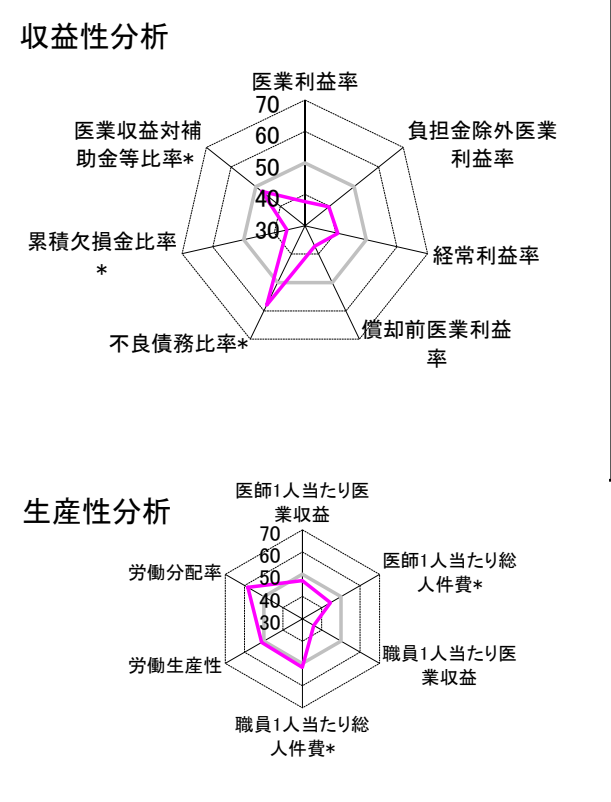 収益性分析
医業利益率
70
60
50
40
30
負担金除外医業
利益率
経常利益率
償却前医業利益
率
不良債務比率*
累積欠損金比率
*
医業収益対補
助金等比率*
生産性分析
医師1人当たり医
業収益
70
60
50
40
30
医師1人当たり総
人件費*
職員1人当たり医
業収益
職員1人当たり総
人件費*
労働生産性
労働分配率